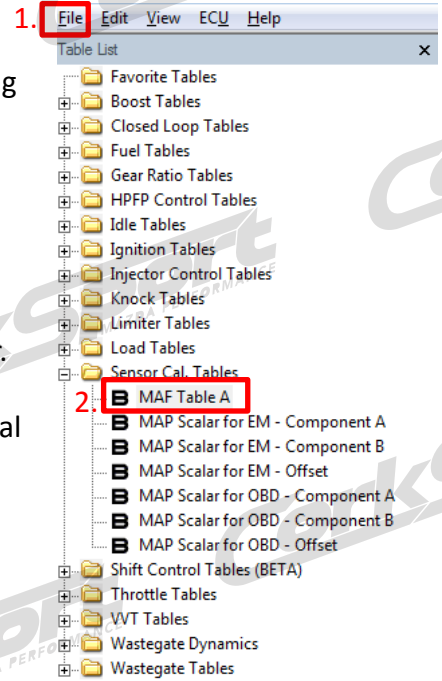 1. File Edit View ECU Help
Table List x
g
Favorite Tables
Boost Tables
Closed Loop Tables
Fuel Tables
Gear Ratio Tables
HPFP Control Tables
Idle Tables
Ignition Tables
Injector Control Tables
Knock Tables
Limiter Tables
Load Tables
Sensor Cal. Tables
2. B MAF Table A
al
B MAP Scalar for EM - Component A
B MAP Scalar for EM - Component B
B MAP Scalar for EM - Offset
B MAP Scalar for OBD - Component A
B MAP Scalar for OBD - Component B
B MAP Scalar for OBD - Offset
Shift Control Tables (BETA)
Throttle Tables
VVT Tables
Wastegate Dynamics
Wastegate Tables